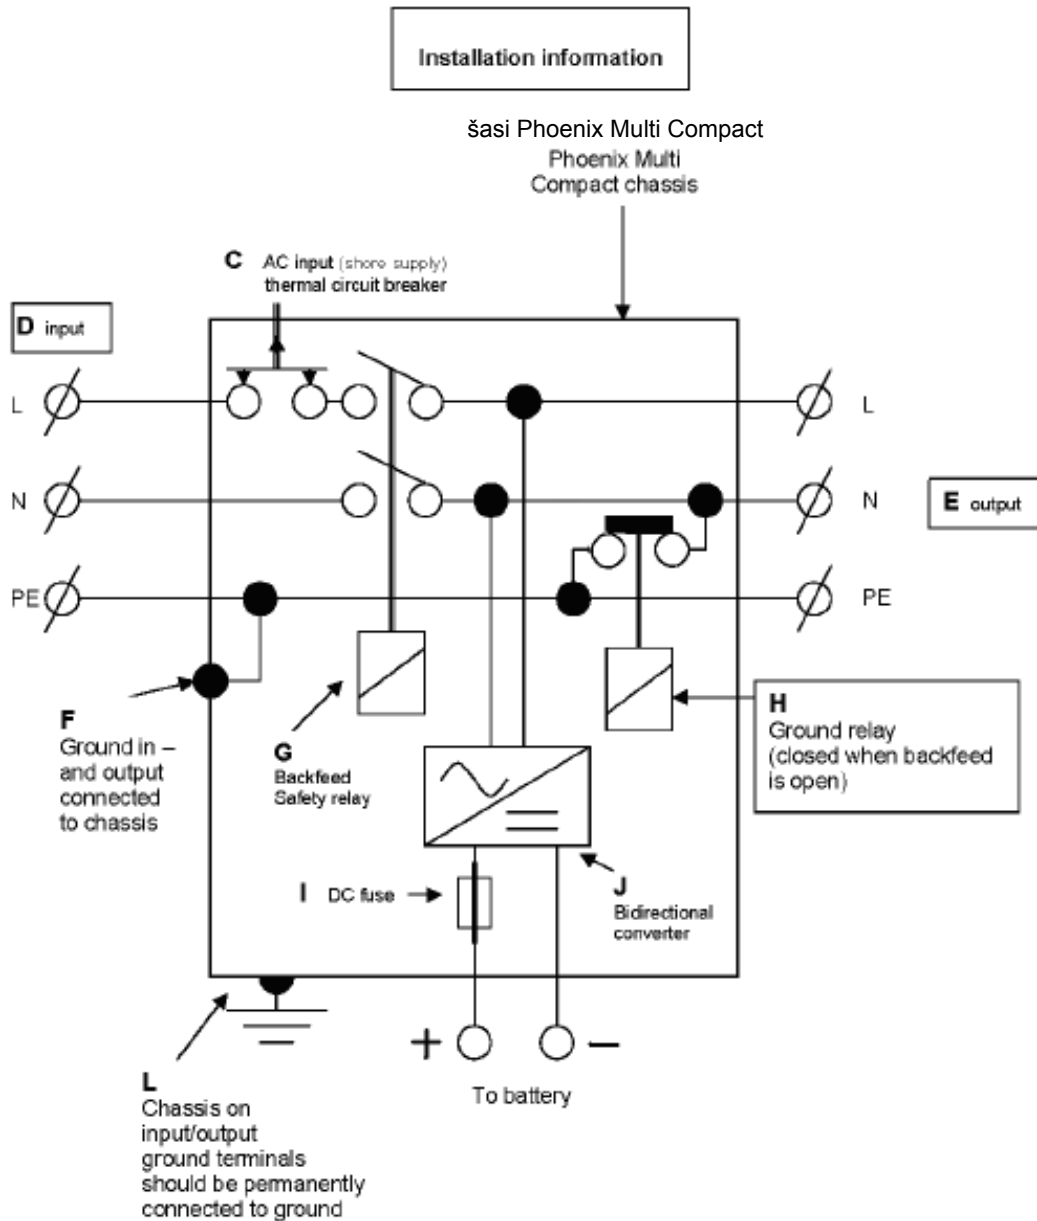 Installation information
šasi Phoenix Multi Compact
Phoenix Multi
Compact chassis
C AC input (shore supply)
thermal circuit breaker
D input
L
L
N
N
E output
PE
PE
F
Ground in –
and output
connected
to chassis
G
Backfeed
Safety relay
H
Ground relay
(closed when backfeed
is open)
I DC fuse
J
Bidirectional
converter
+
–
To battery
L
Chassis on
input/output
ground terminals
should be permanently
connected to ground